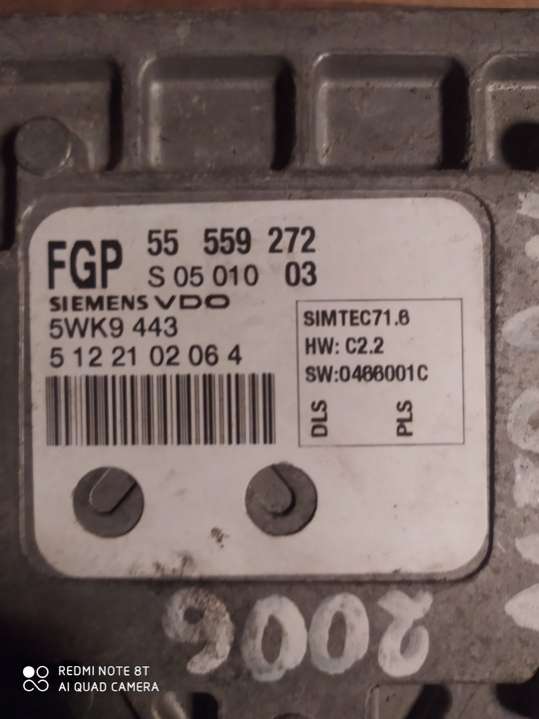 FGP 55 559 272
S 05 010 03
SIEMENS VDO
5WK9 443
5 12 21 02 06 4
SIMTEC71.6
HW: C2.2
SW:0466001C
DLS PLS
2006
REDMI NOTE 8T
AI QUAD CAMERA